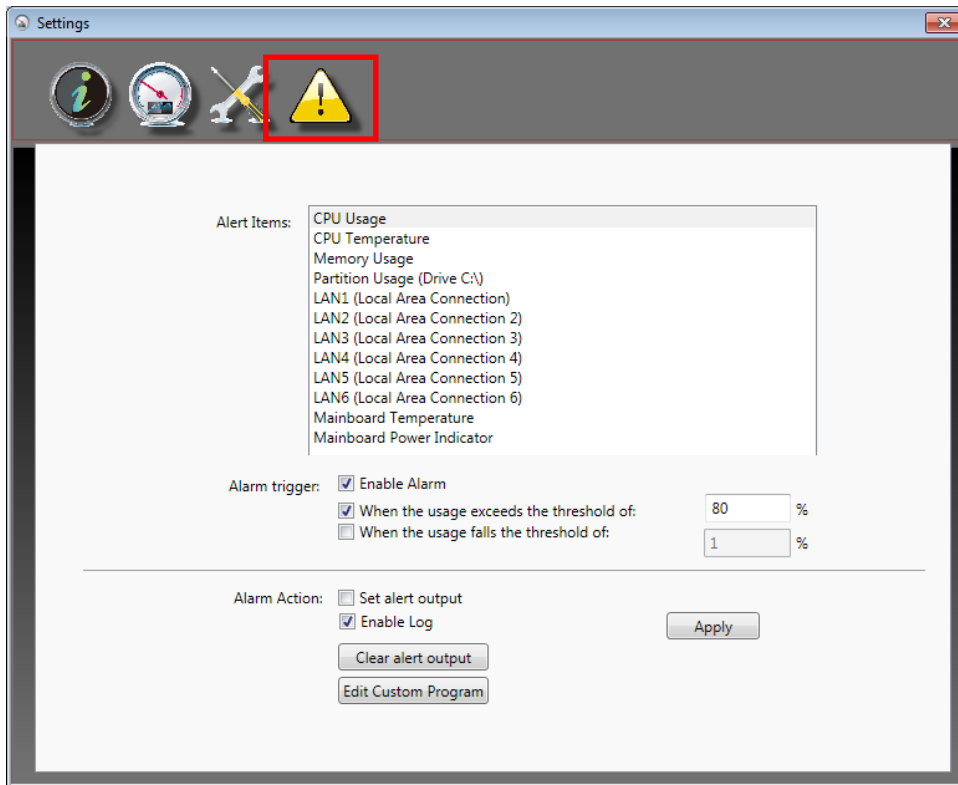 Settings
Alert Items:
CPU Usage
CPU Temperature
Memory Usage
Partition Usage (Drive C:\)
LAN1 (Local Area Connection)
LAN2 (Local Area Connection 2)
LAN3 (Local Area Connection 3)
LAN4 (Local Area Connection 4)
LAN5 (Local Area Connection 5)
LAN6 (Local Area Connection 6)
Mainboard Temperature
Mainboard Power Indicator
Alarm trigger: Enable Alarm
When the usage exceeds the threshold of: 80 %
When the usage falls the threshold of: 1 %
Alarm Action: Set alert output
Enable Log
Apply
Clear alert output
Edit Custom Program